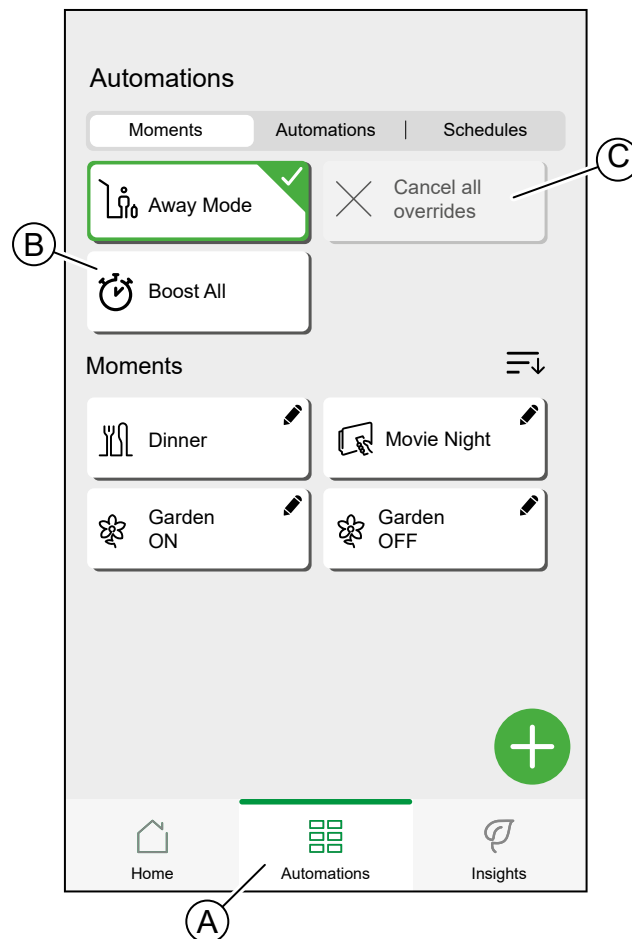 Automations
Moments
Automations
Schedules
C
Away Mode
Cancel all
overrides
B
Boost All
Moments
Dinner
Movie Night
Garden
ON
Garden
OFF
Home
Automations
Insights
A